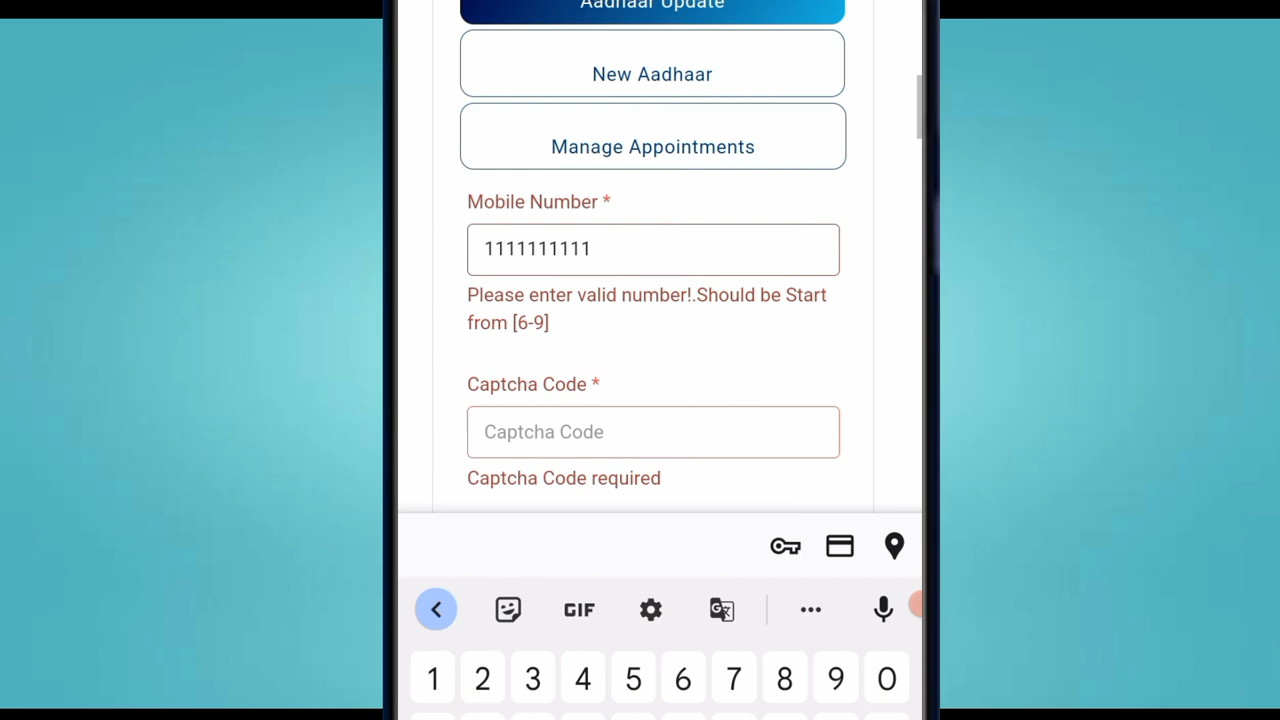 Aadhaar Update
New Aadhaar
Manage Appointments
Mobile Number *
1111111111
Please enter valid number!.Should be Start
from [6-9]
Captcha Code *
Captcha Code
Captcha Code required
GIF
1 2 3 4 5 6 7 8 9 0